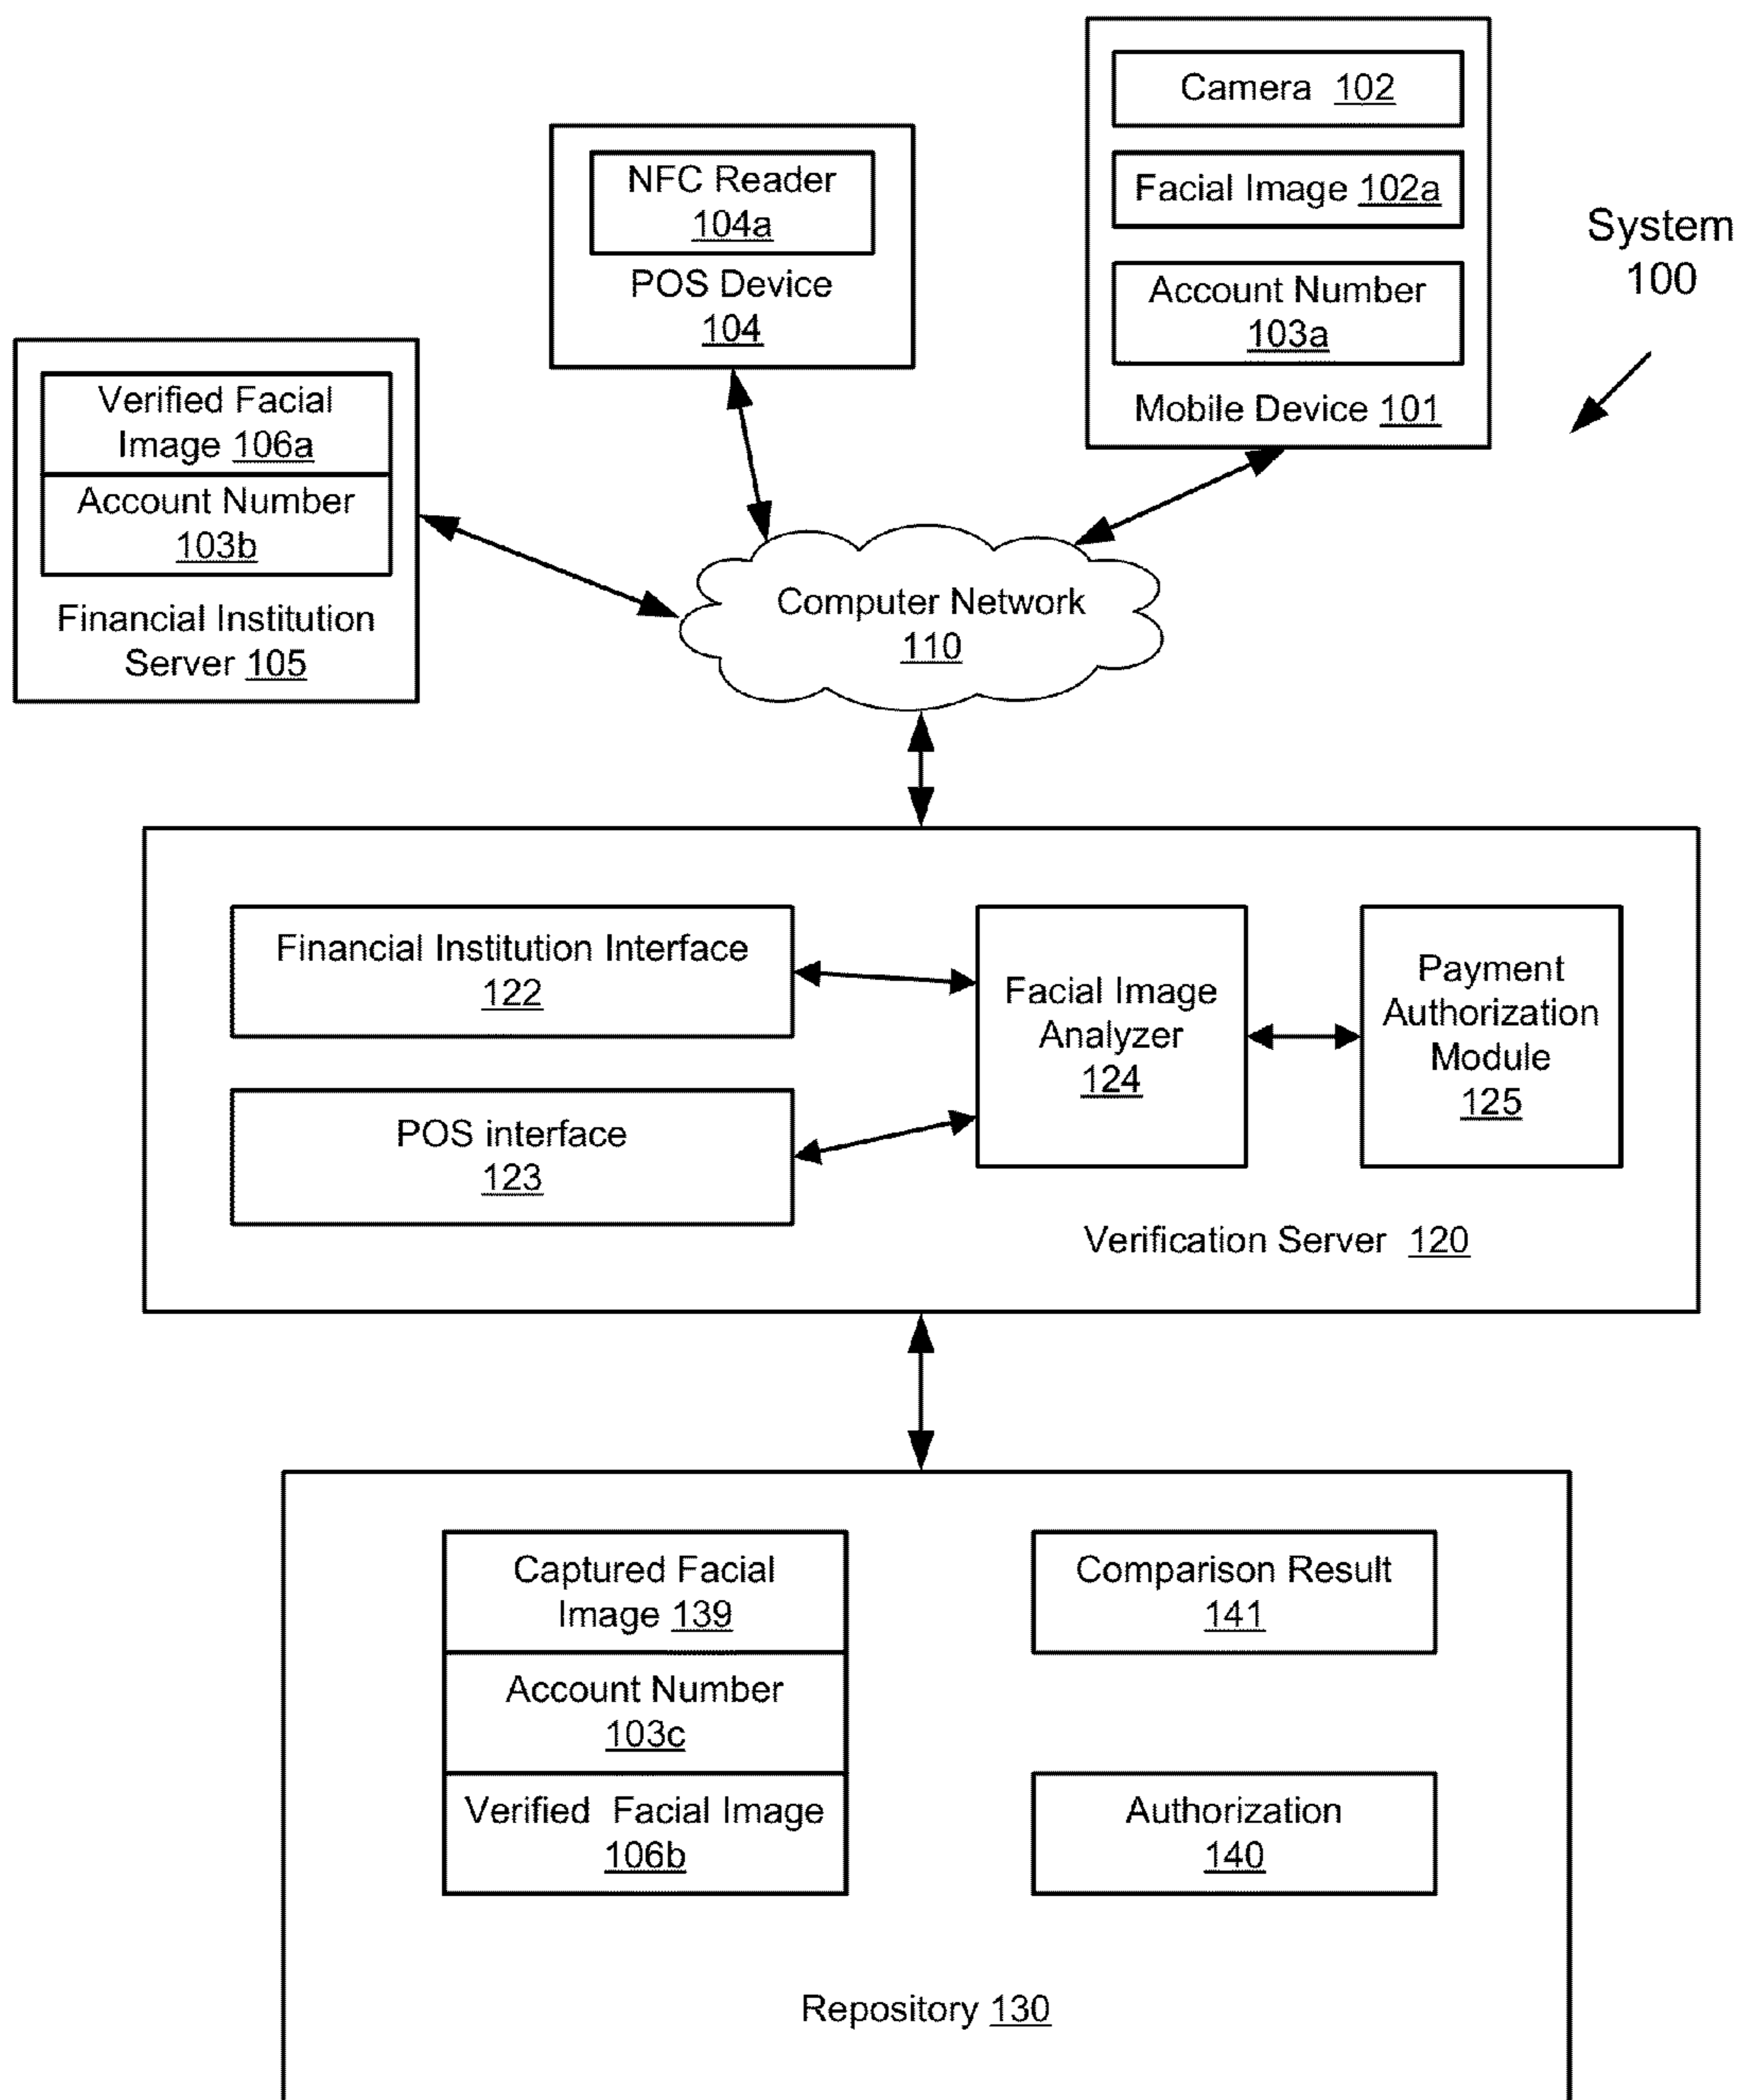 Camera 102
Facial Image 102a
Account Number
103a
Mobile Device 101
System
100
NFC Reader
104a
POS Device
104
Verified Facial
Image 106a
Account Number
103b
Financial Institution
Server 105
Computer Network
110
Financial Institution Interface
122
POS interface
123
Facial Image
Analyzer
124
Payment
Authorization
Module
125
Verification Server 120
Captured Facial
Image 139
Account Number
103c
Verified Facial Image
106b
Comparison Result
141
Authorization
140
Repository 130